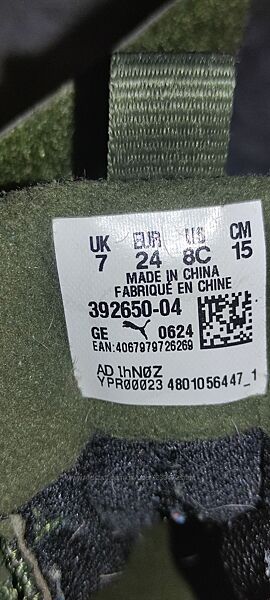 UK EUR US CM
7 24 8C 15
MADE IN CHINA
FABRIQUÉ EN CHINE
392650-04
GE 0624
EAN:4067979726269
AD 1hNØZ
YPR00023 4801056447_1